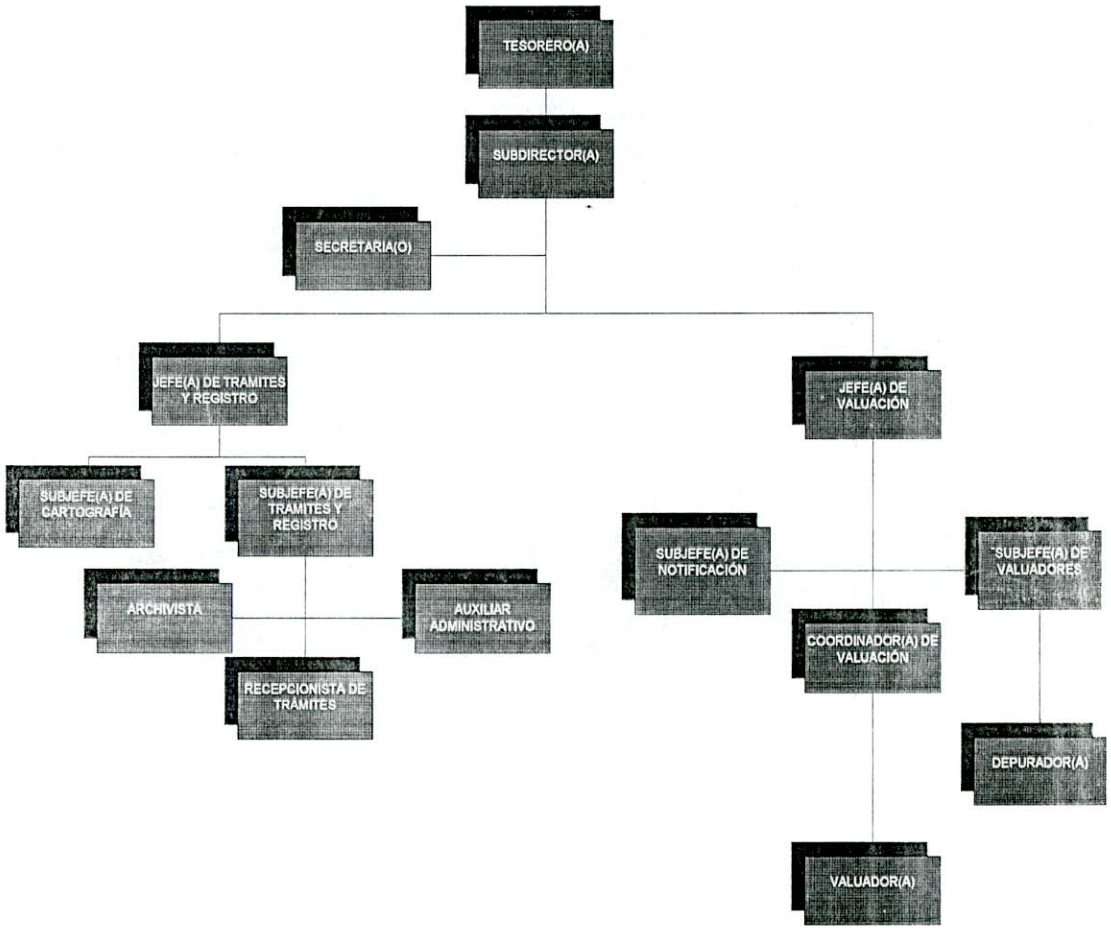 TESORERO(A)
SUBDIRECTOR(A)
SECRETARIA(O)
JEFE(A) DE TRAMITES
Y REGISTRO
JEFE(A) DE
VALUACIÓN
SUBJEFE(A) DE
CARTOGRAFÍA
SUBJEFE(A) DE
TRAMITES Y
REGISTRO
SUBJEFE(A) DE
NOTIFICACIÓN
SUBJEFE(A) DE
VALUADORES
ARCHIVISTA
AUXILIAR
ADMINISTRATIVO
COORDINADOR(A) DE
VALUACIÓN
RECEPCIONISTA DE
TRÁMITES
DEPURADOR(A)
VALUADOR(A)